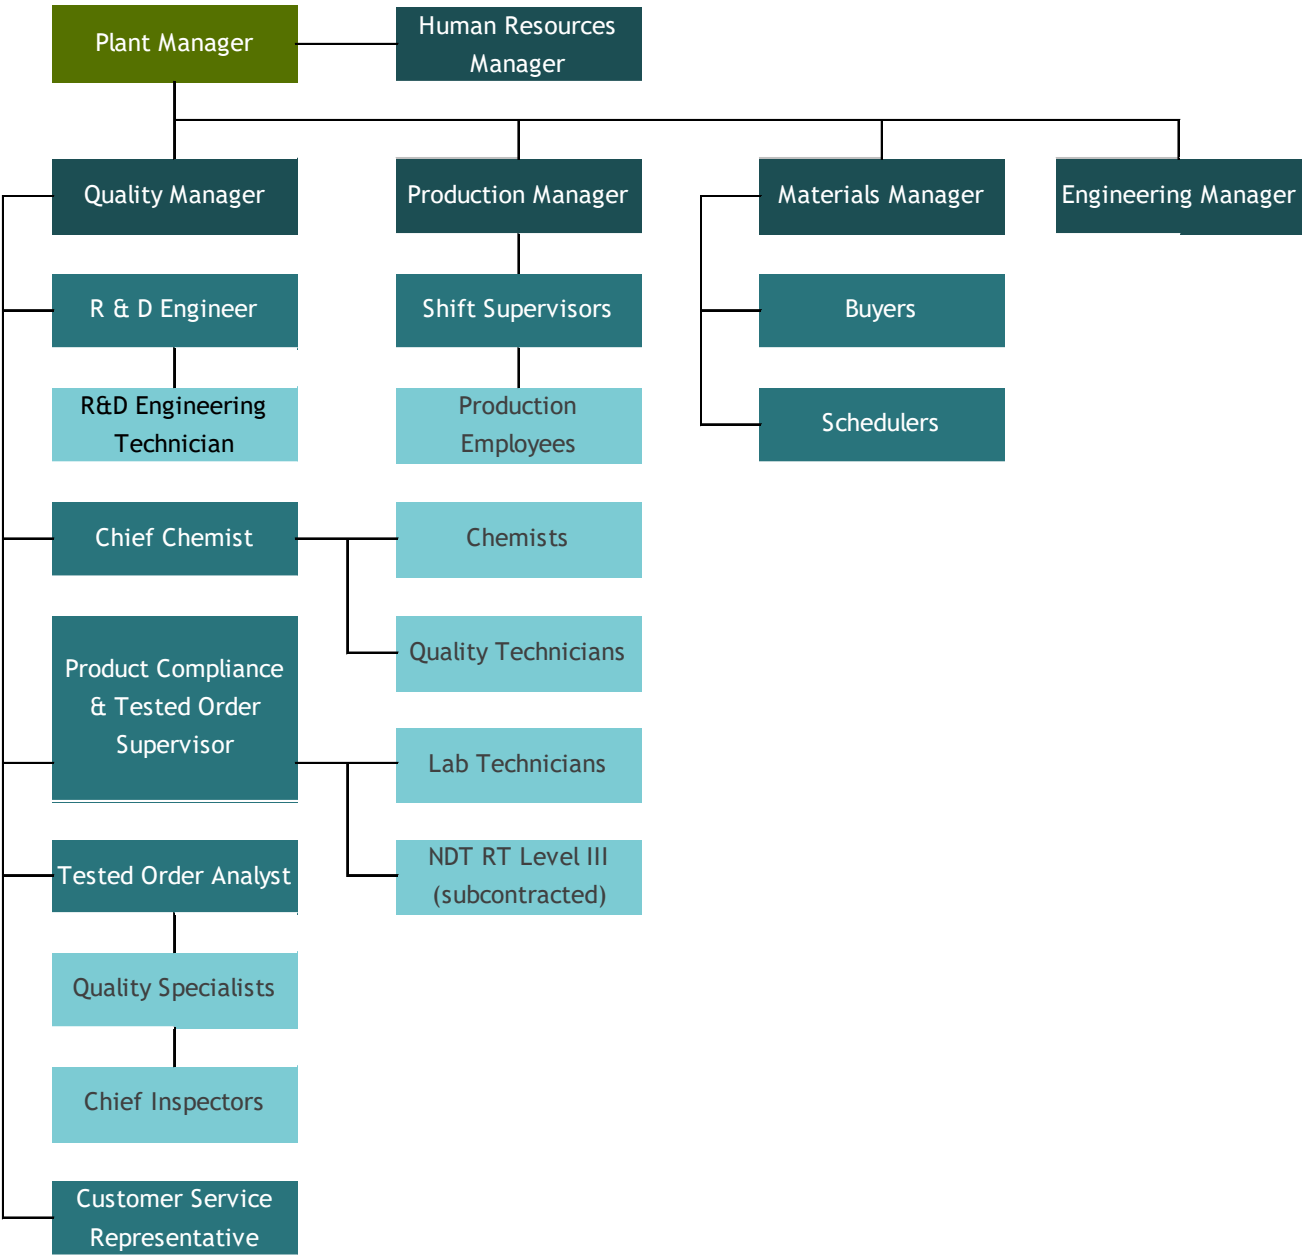 Plant Manager
Human Resources
Manager
Quality Manager
Production Manager
Materials Manager
Engineering Manager
R & D Engineer
Shift Supervisors
Buyers
R&D Engineering
Technician
Production
Employees
Schedulers
Chief Chemist
Chemists
Product Compliance
& Tested Order
Supervisor
Quality Technicians
Lab Technicians
Tested Order Analyst
NDT RT Level III
(subcontracted)
Quality Specialists
Chief Inspectors
Customer Service
Representative